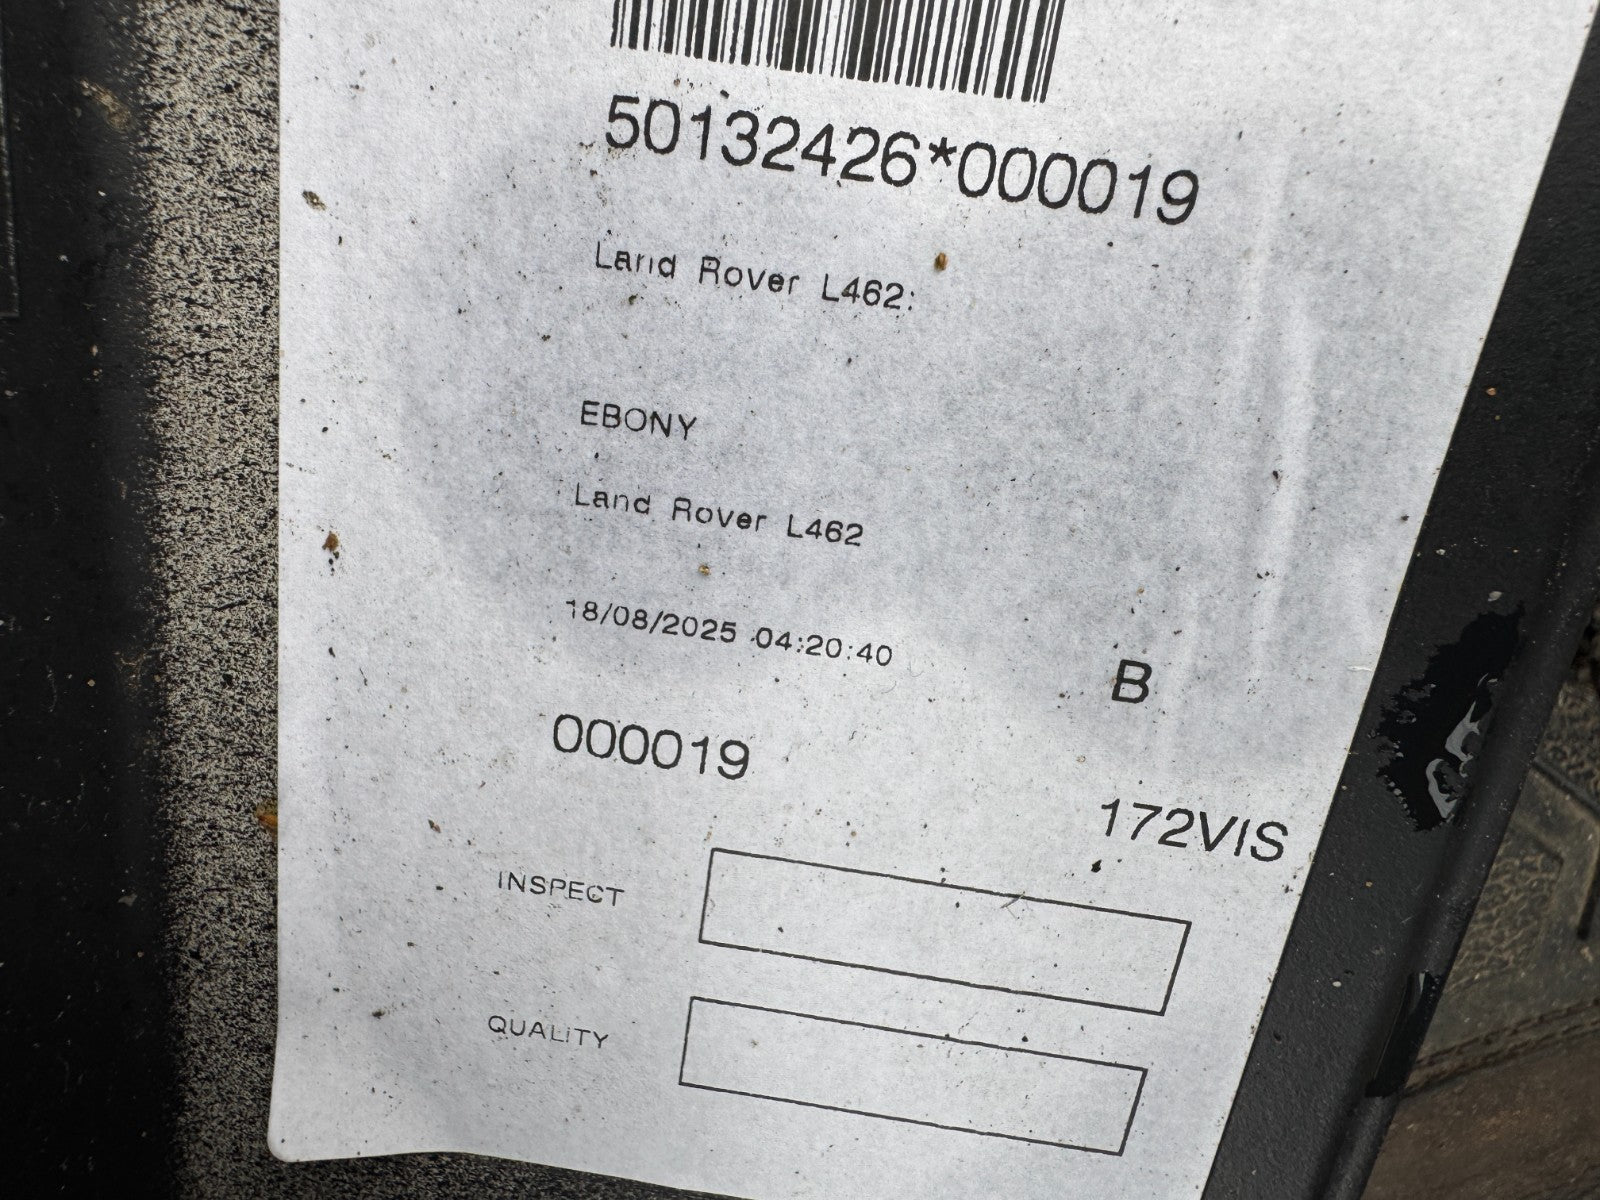 50132426*000019
Land Rover L462:
EBONY
Land Rover L462
18/08/2025 04:20:40
B
000019
172VIS
INSPECT
QUALITY